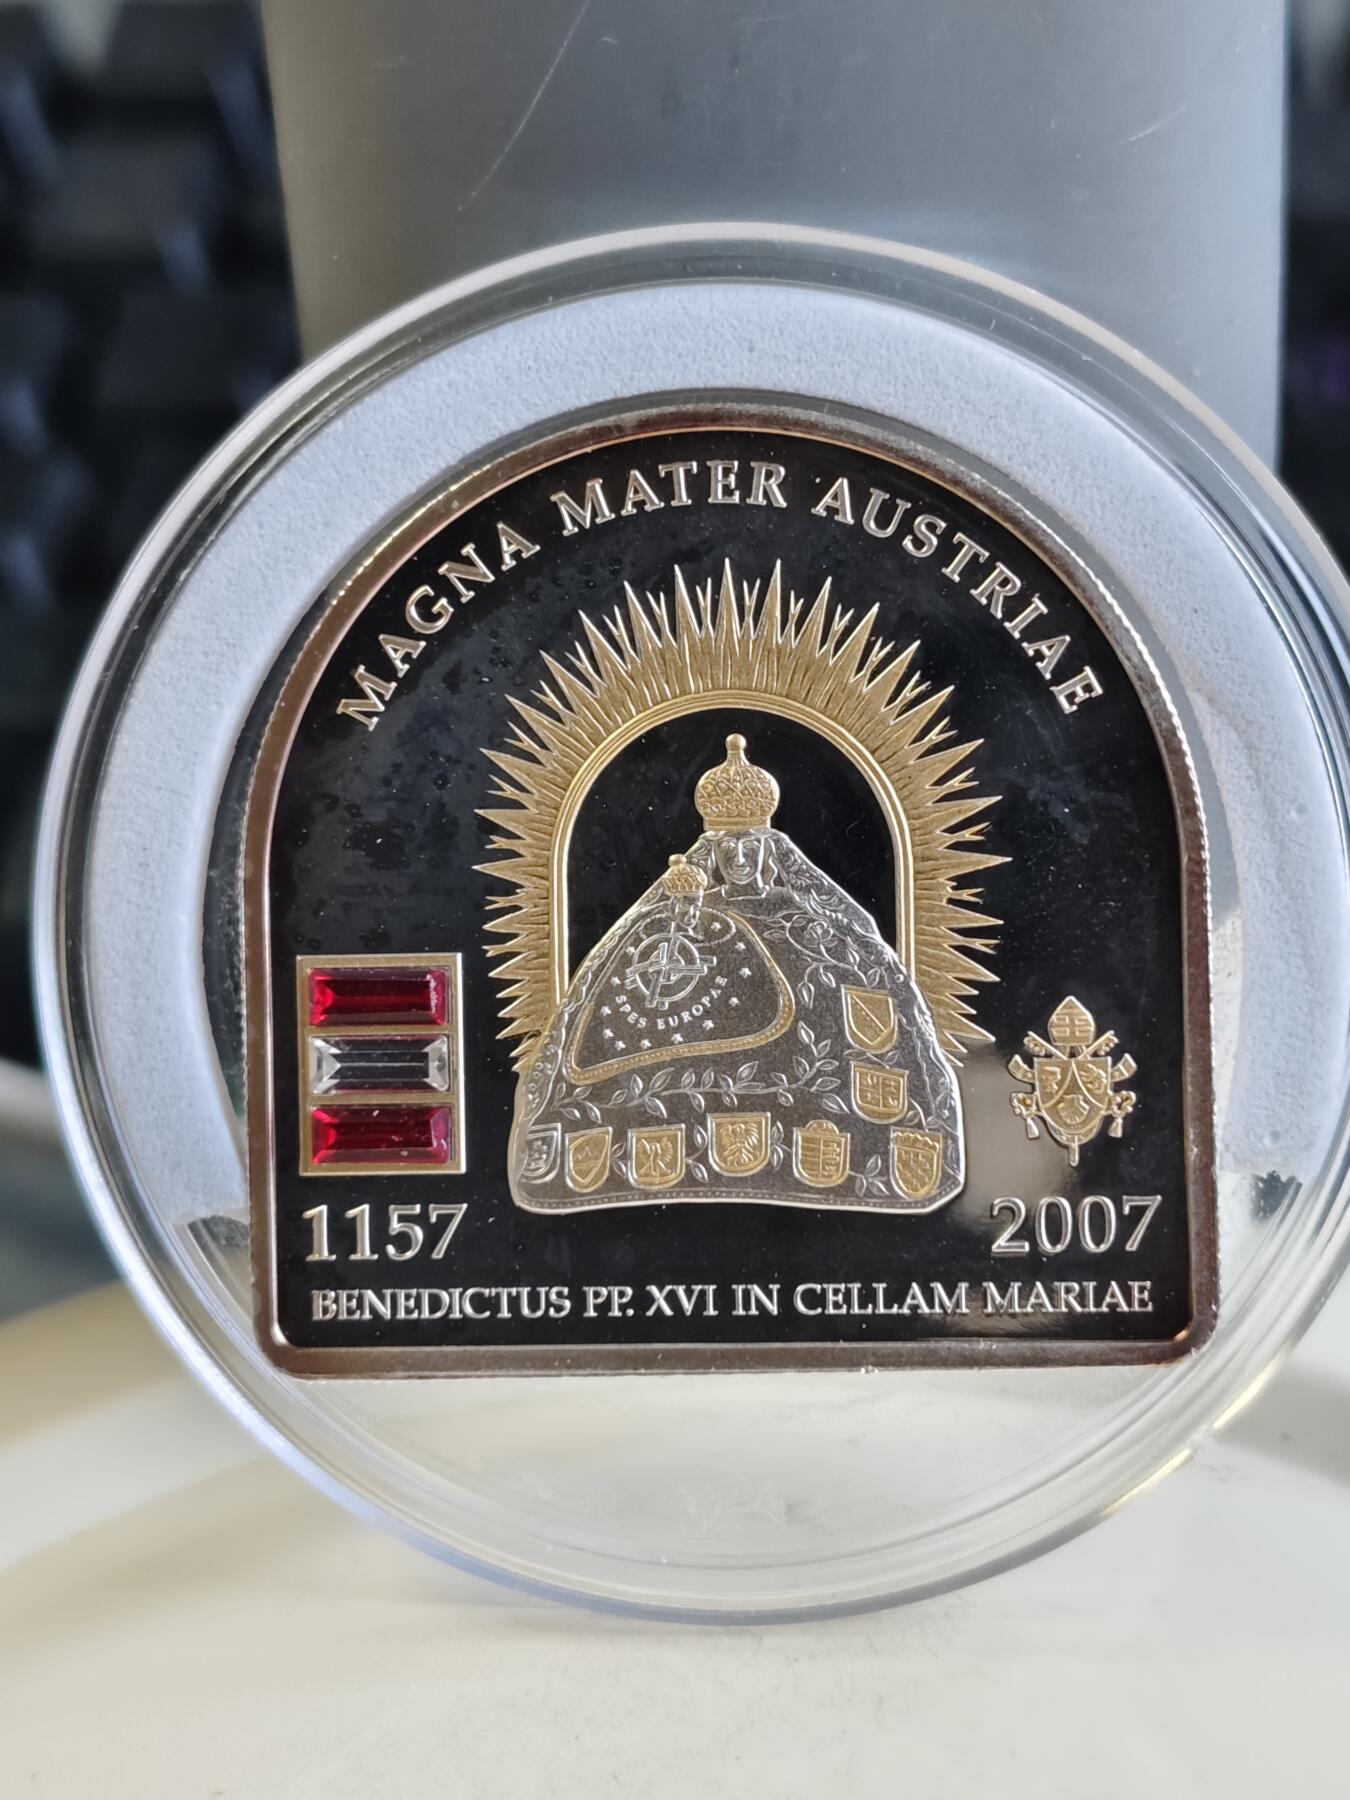 MAGNA MATER AUSTRIAE
SPES EUROPAE
1157
2007
BENEDICTUS PP. XVI IN CELLAM MARIAE